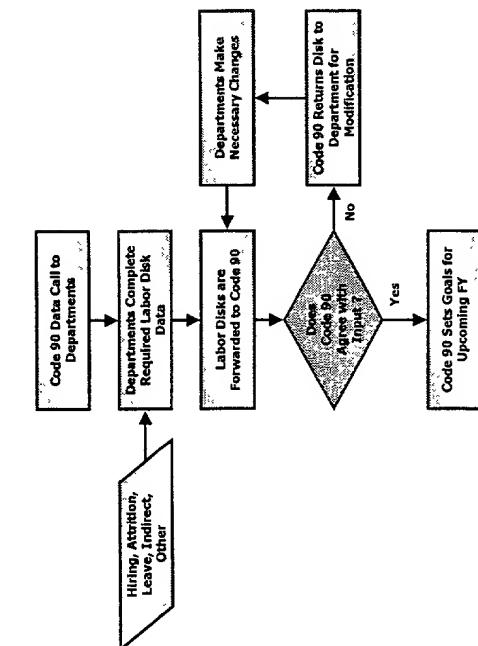 Code 90 Data Call to
Departments
Hiring, Attrition,
Leave, Indirect,
Other
Departments Complete
Required Labor Disk
Data
Labor Disks are
Forwarded to Code 90
Departments Make
Necessary Changes
Does
Code 90
Agree with
Input ?
No
Code 90 Returns Disk to
Department for
Modification
Yes
Code 90 Sets Goals for
Upcoming FY